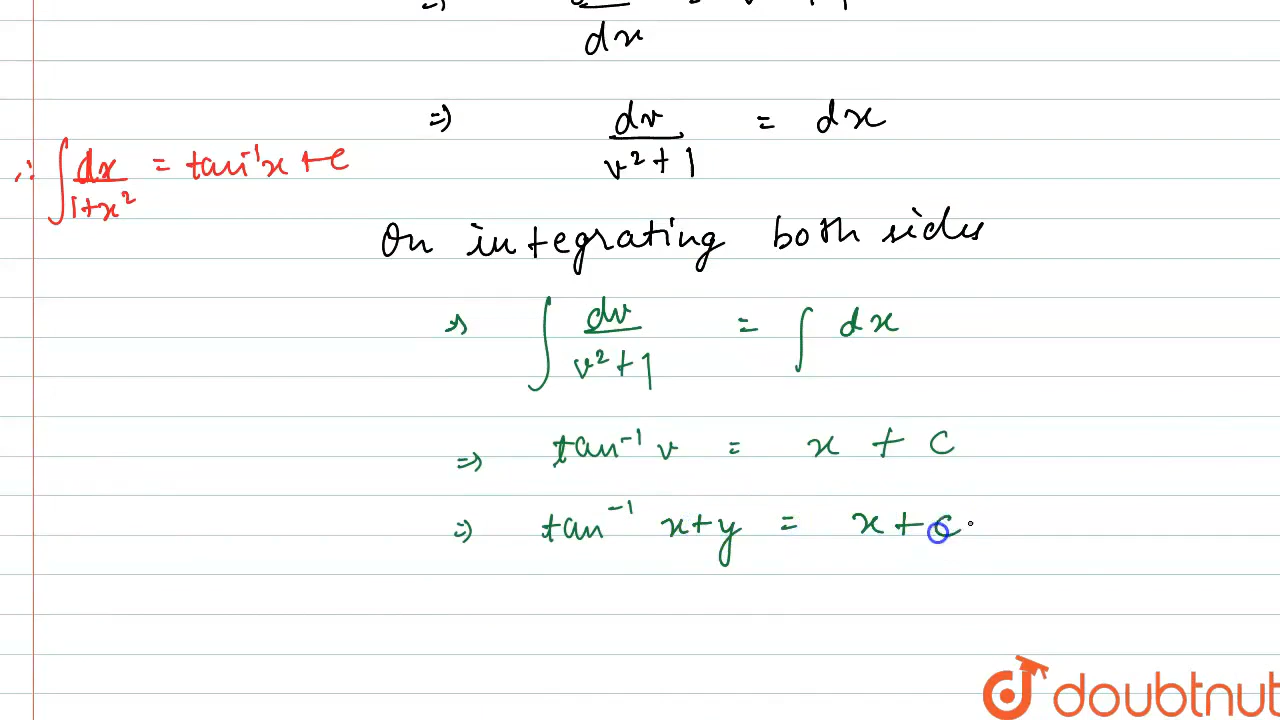 dx
=> dv/v²+1 = dx
∴ ∫dx/1+x² = tan⁻¹x + c
On integrating both sides
=> ∫ dv/v²+1 = ∫ dx
=> tan⁻¹ v = x + c
=> tan⁻¹ x+y = x+c.
doubtnut